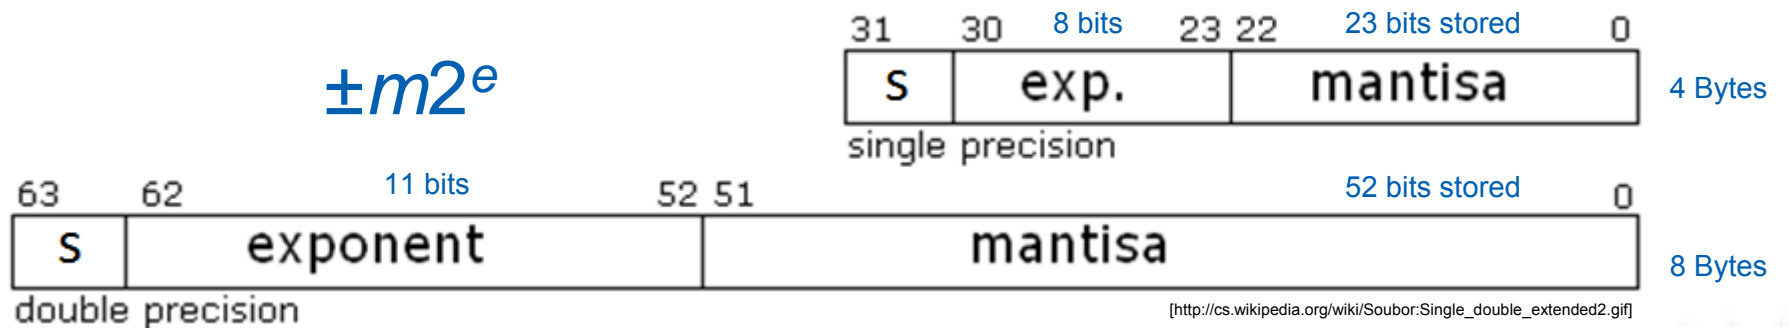 31 30 8 bits 23 22 23 bits stored 0
±m2^e
s exp. mantisa 4 Bytes
single precision
63 62 11 bits 52 51 52 bits stored 0
s exponent mantisa 8 Bytes
double precision [http://cs.wikipedia.org/wiki/Soubor:Single_double_extended2.gif]